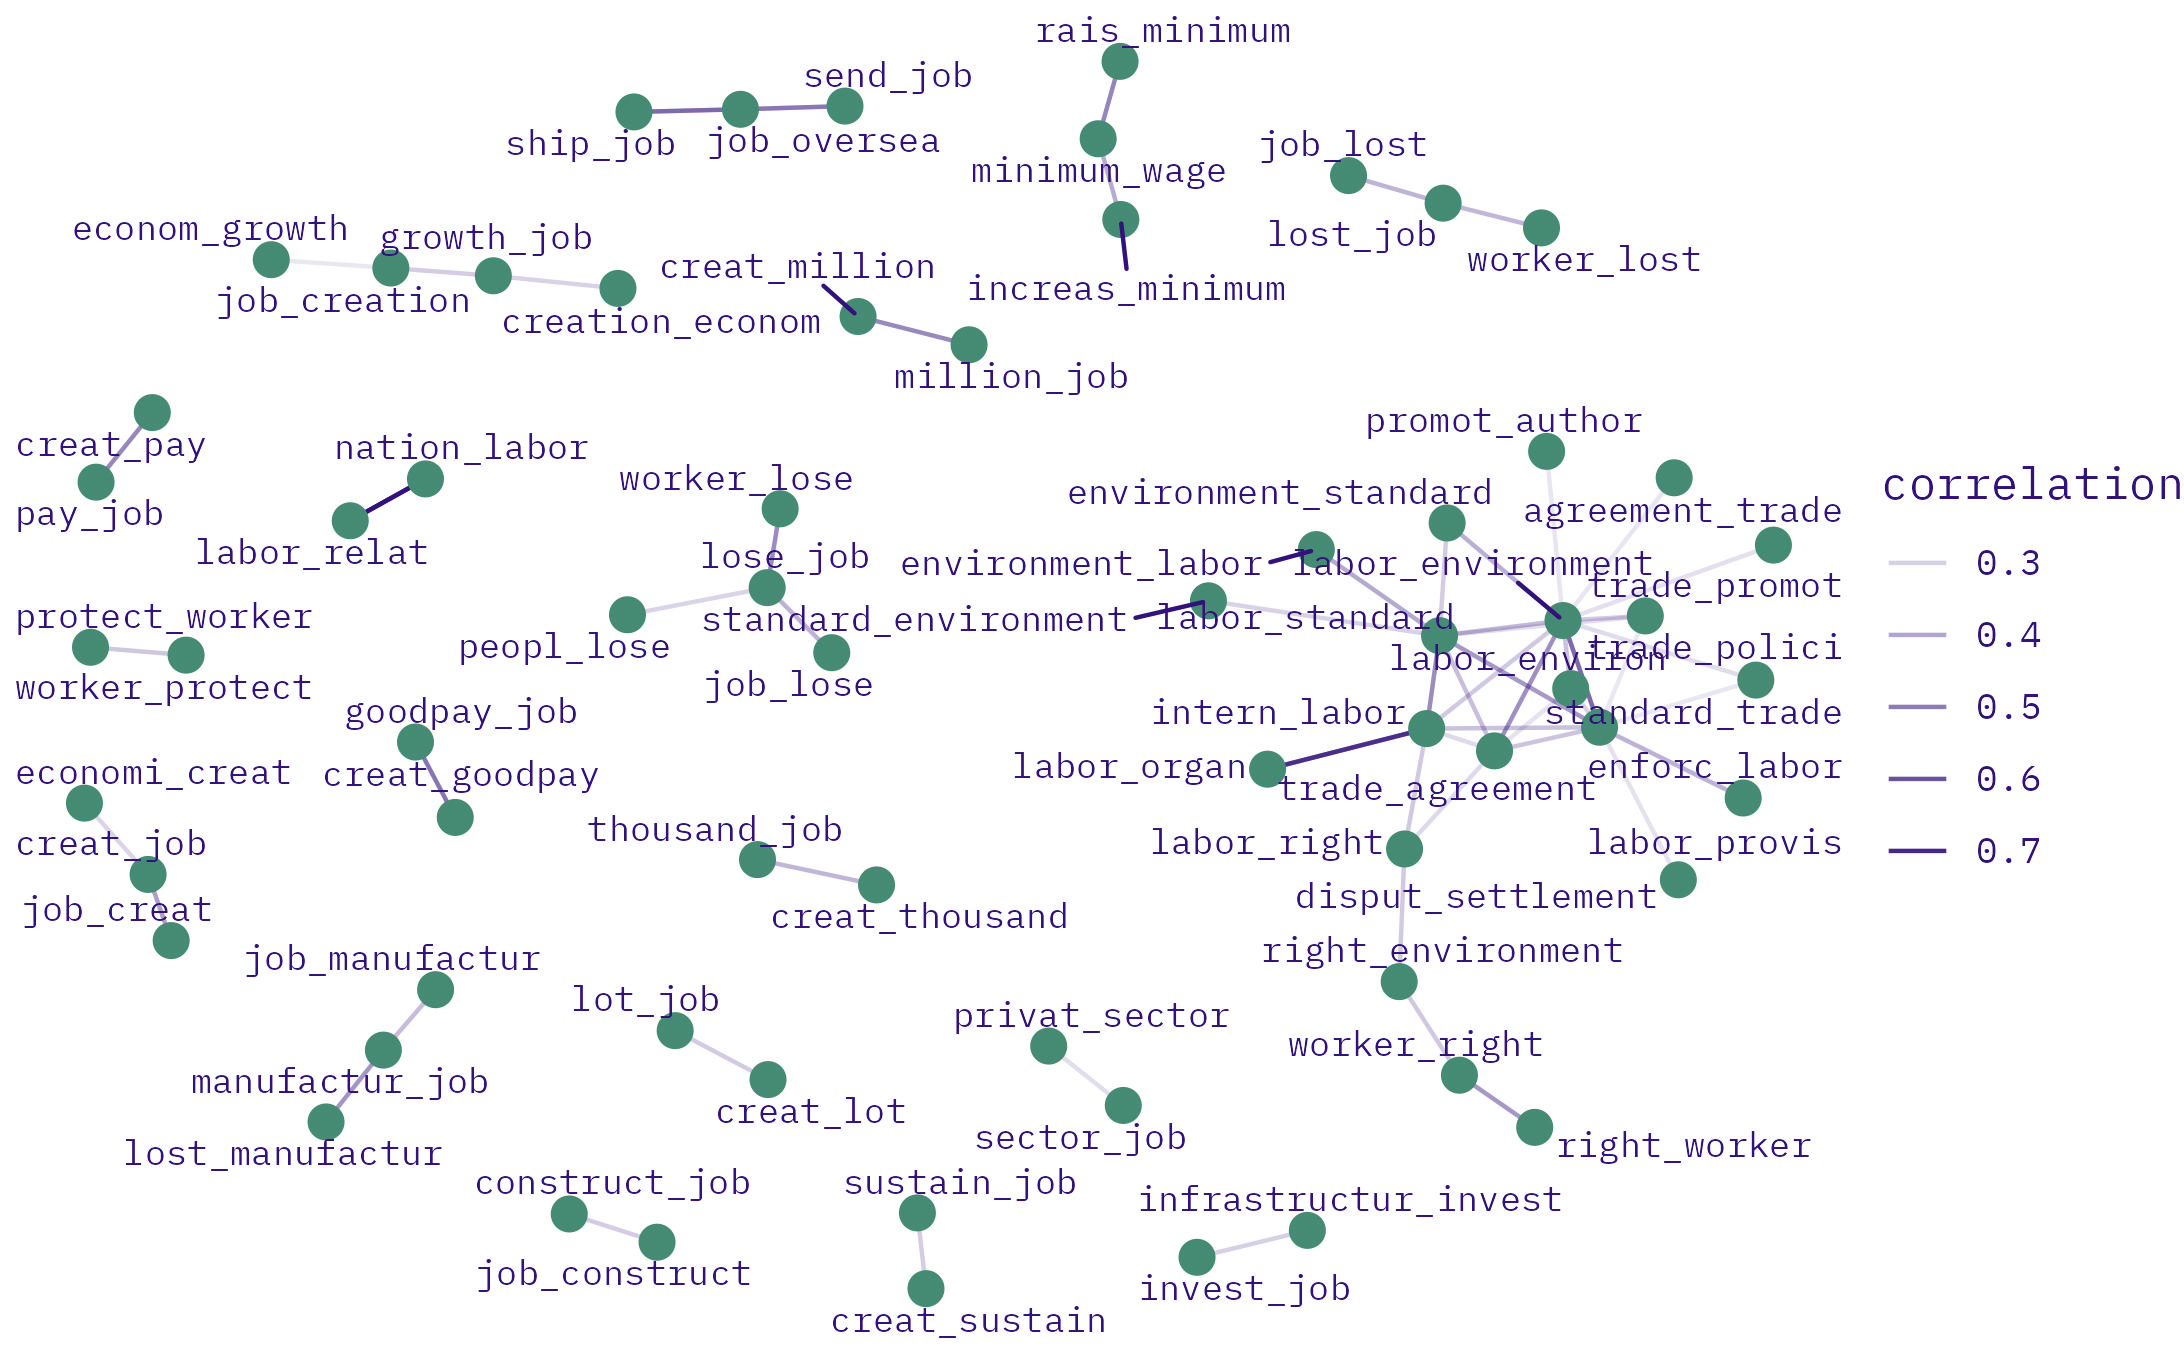 rais_minimum
send_job
ship_job
job_oversea
job_lost
minimum_wage
lost_job
worker_lost
econom_growth
growth_job
creat_million
increas_minimum
job_creation
creation_econom
million_job
promot_author
creat_pay
nation_labor
worker_lose
environment_standard
agreement_trade
pay_job
labor_relat
lose_job
environment_labor
labor_environment
trade_promot
protect_worker
standard_environment
labor_standard
peopl_lose
labor_environ
trade_polici
worker_protect
job_lose
goodpay_job
intern_labor
standard_trade
economi_creat
creat_goodpay
labor_organ
trade_agreement
enforc_labor
creat_job
thousand_job
labor_right
labor_provis
job_creat
creat_thousand
disput_settlement
job_manufactur
right_environment
lot_job
privat_sector
worker_right
manufactur_job
creat_lot
sector_job
right_worker
lost_manufactur
construct_job
sustain_job
infrastructur_invest
job_construct
creat_sustain
invest_job
correlation
0.3
0.4
0.5
0.6
0.7